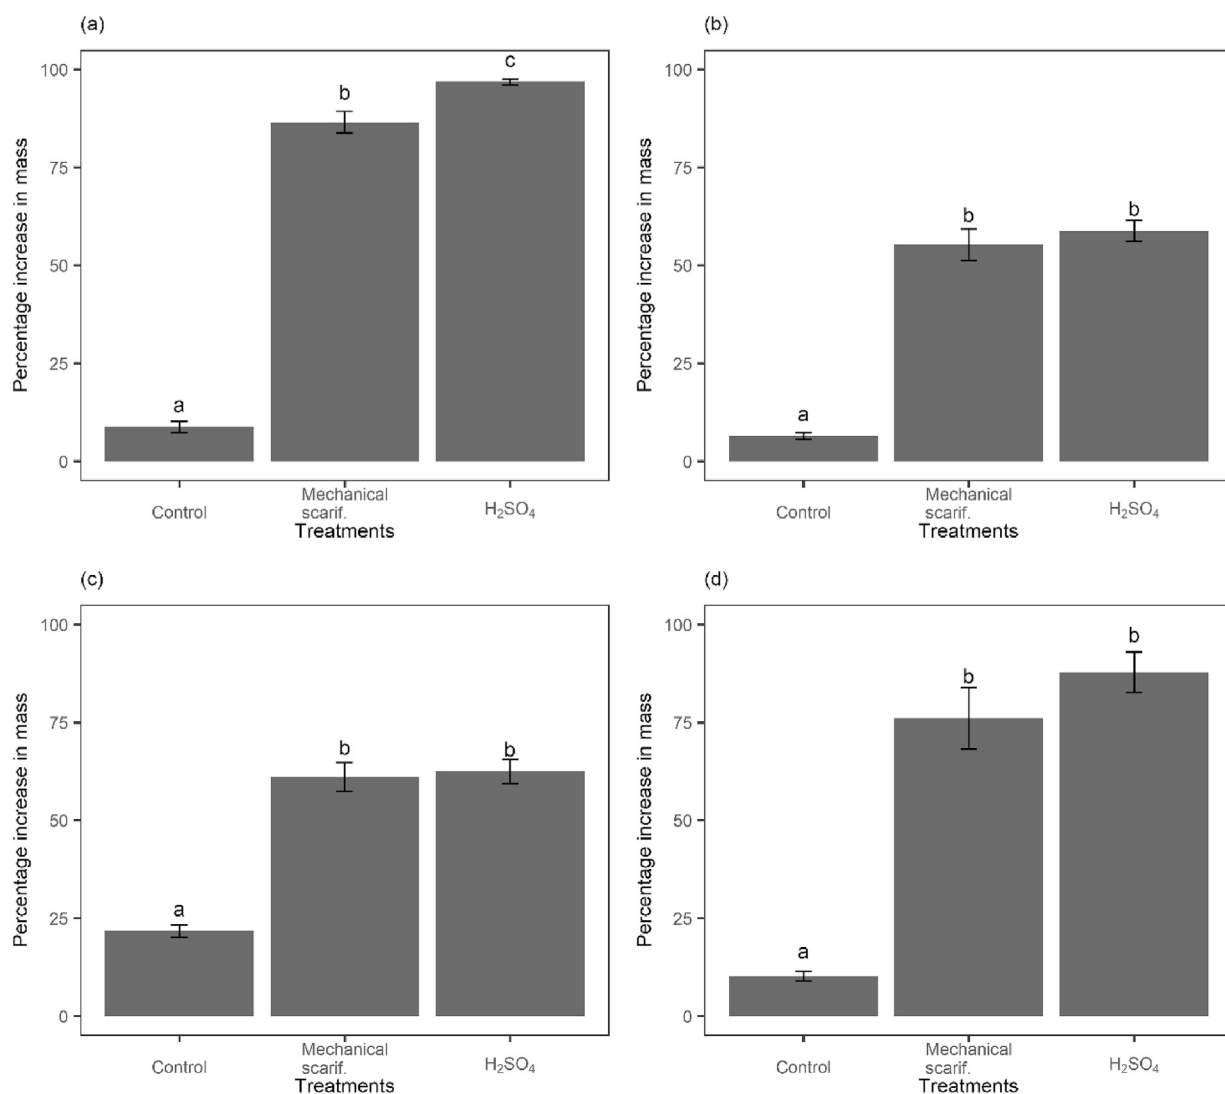 (a)
Percentage increase in mass
100
75
50
25
0
a
b
c
Control
Mechanical
scarif.
H₂SO₄
Treatments
(b)
Percentage increase in mass
100
75
50
25
0
a
b
b
Control
Mechanical
scarif.
H₂SO₄
Treatments
(c)
Percentage increase in mass
100
75
50
25
0
a
b
b
Control
Mechanical
scarif.
H₂SO₄
Treatments
(d)
Percentage increase in mass
100
75
50
25
0
a
b
b
Control
Mechanical
scarif.
H₂SO₄
Treatments